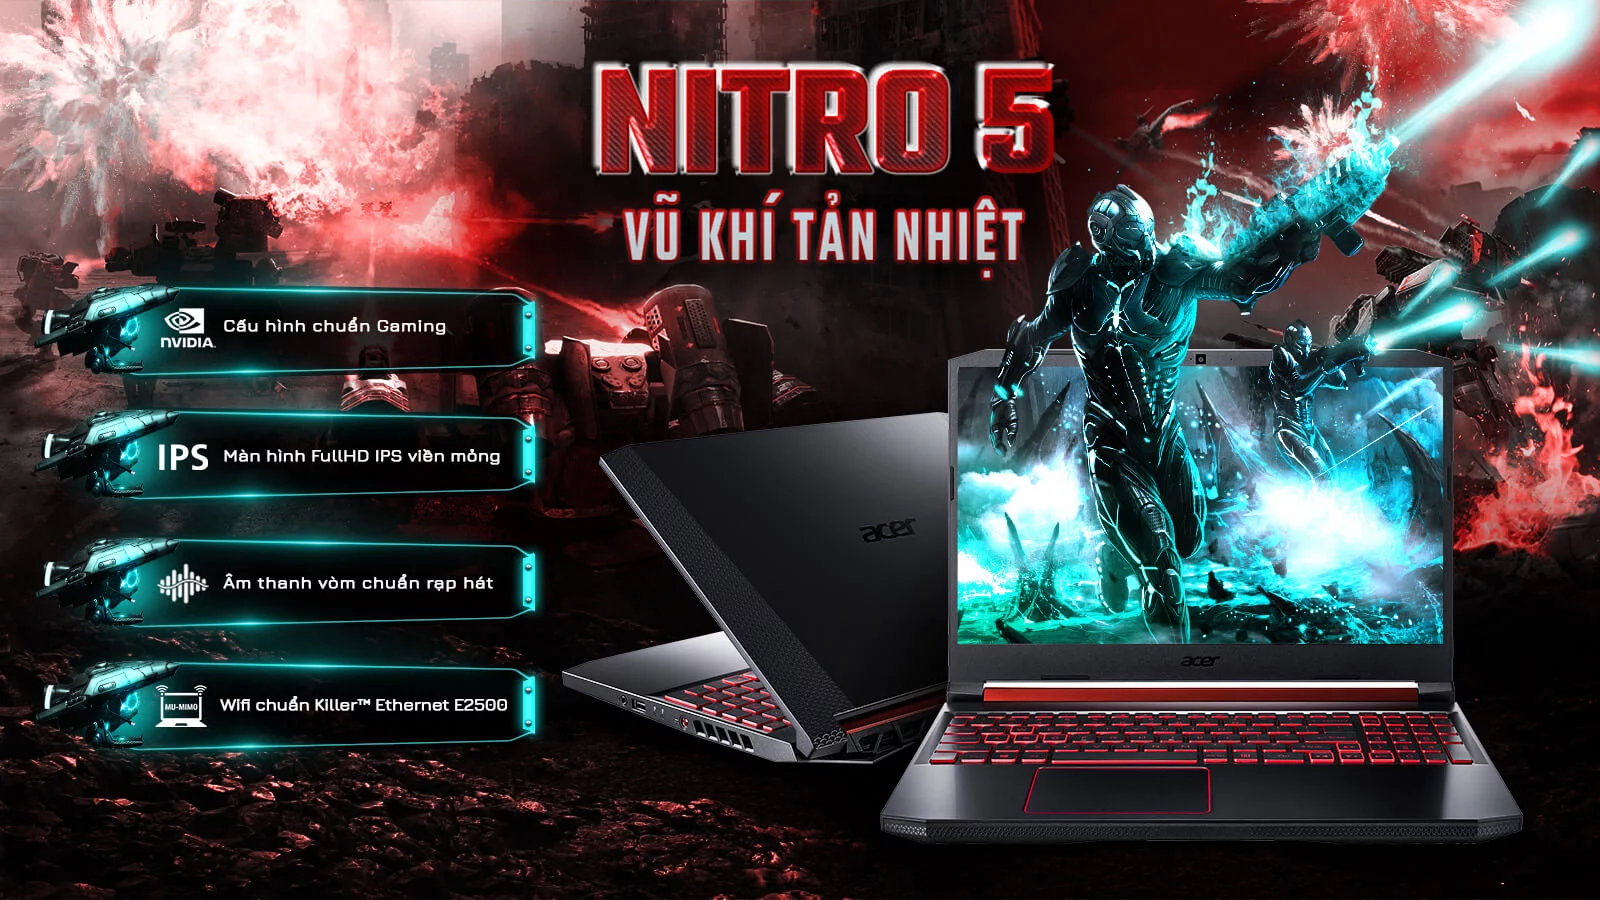 NITRO 5
VŨ KHÍ TẢN NHIỆT
NVIDIA.
Cấu hình chuẩn Gaming
IPS
Màn hình FullHD IPS viền mỏng
Âm thanh vòm chuẩn rạp hát
MU-MIMO
Wifi chuẩn Killer™ Ethernet E2500
acer
acer